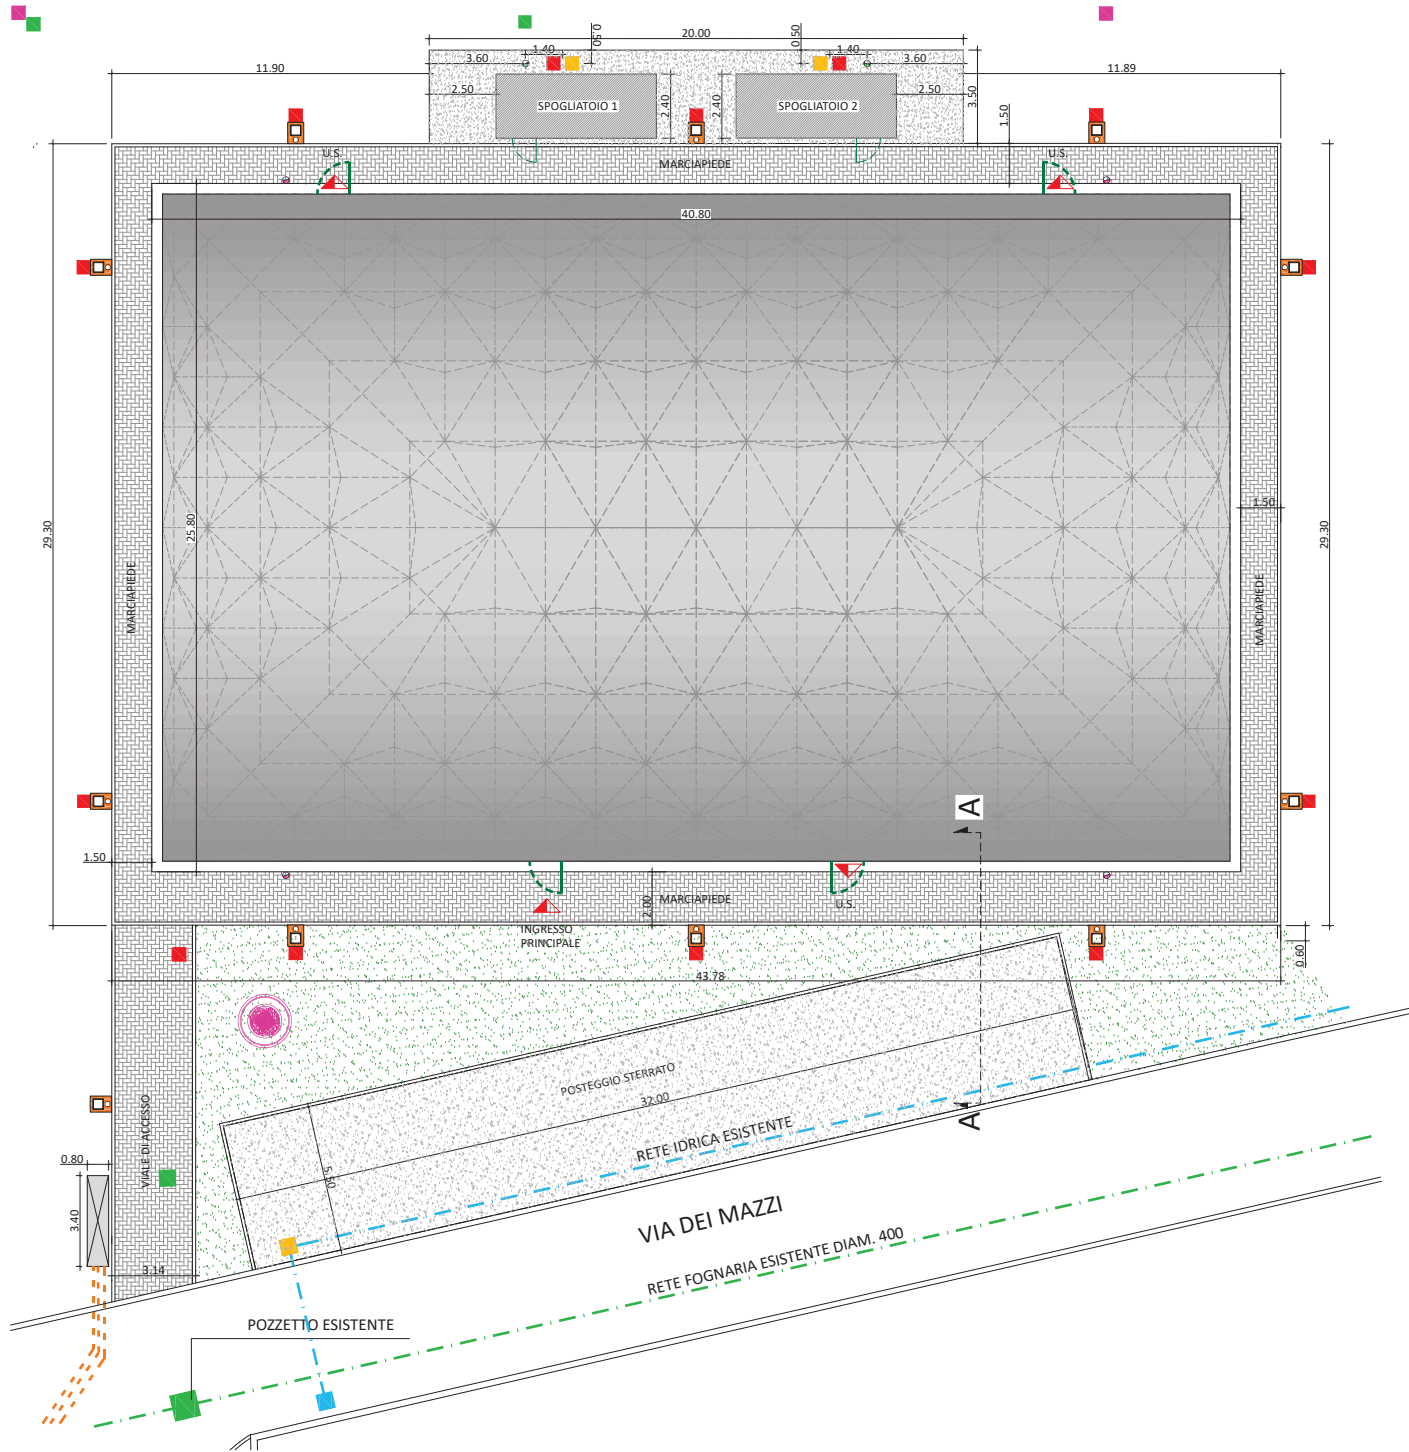 20.00
0.50
0.50
1.40
1.40
3.60
3.60
11.90
11.89
2.50
2.40
2.40
2.50
3.50
SPOGLIATOIO 1
SPOGLIATOIO 2
1.50
U.S.
MARCIAPIEDE
U.S.
40.80
29.30
25.80
1.50
29.30
MARCIAPIEDE
MARCIAPIEDE
A
1.50
2.00
MARCIAPIEDE
U.S.
INGRESSO
PRINCIPALE
0.60
43.78
POSTEGGIO STERRATO
32.00
A
RETE IDRICA ESISTENTE
VIALE DI ACCESSO
0.80
5.50
3.40
VIA DEI MAZZI
RETE FOGNARIA ESISTENTE DIAM. 400
3.14
POZZETTO ESISTENTE